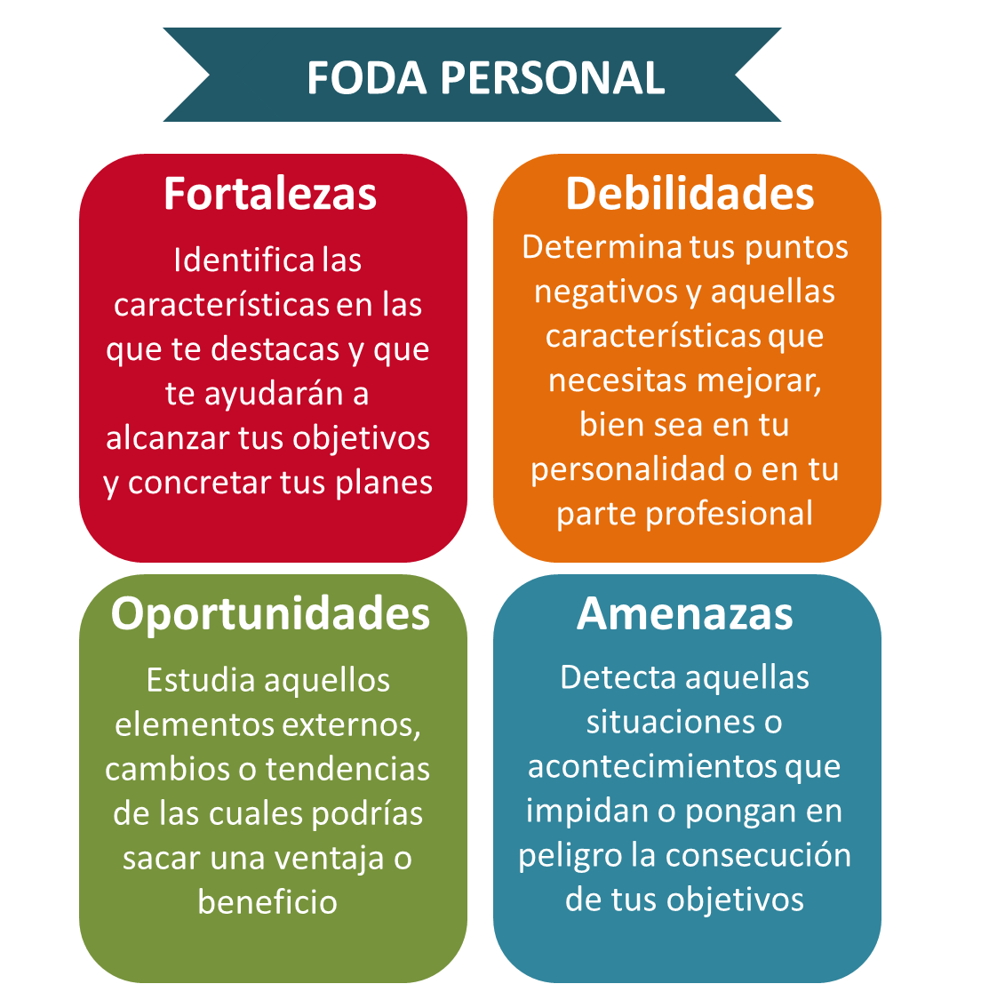 FODA PERSONAL
Fortalezas
Identifica las
características en las
que te destacas y que
te ayudarán a
alcanzar tus objetivos
y concretar tus planes
Debilidades
Determina tus puntos
negativos y aquellas
características que
necesitas mejorar,
bien sea en tu
personalidad o en tu
parte profesional
Oportunidades
Estudia aquellos
elementos externos,
cambios o tendencias
de las cuales podrías
sacar una ventaja o
beneficio
Amenazas
Detecta aquellas
situaciones o
acontecimientos que
impidan o pongan en
peligro la consecución
de tus objetivos